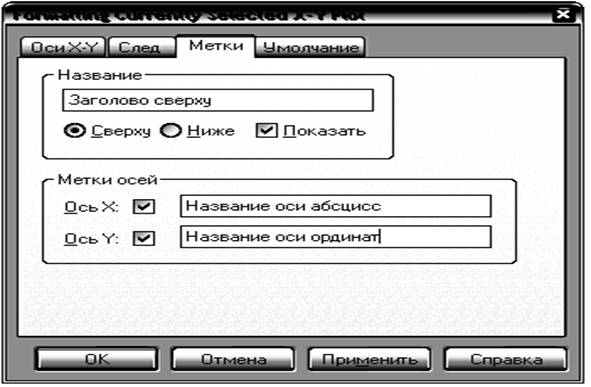 Formatting Currently Selected X-Y Plot
Оси X-Y След Метки Умолчание
Название
Заголово сверху
Сверху Ниже Показать
Метки осей
Ось X: Название оси абсцисс
Ось Y: Название оси ординат
OK Отмена Применить Справка